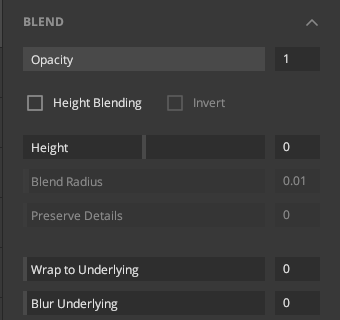 BLEND
Opacity 1
Height Blending Invert
Height 0
Blend Radius 0.01
Preserve Details 0
Wrap to Underlying 0
Blur Underlying 0